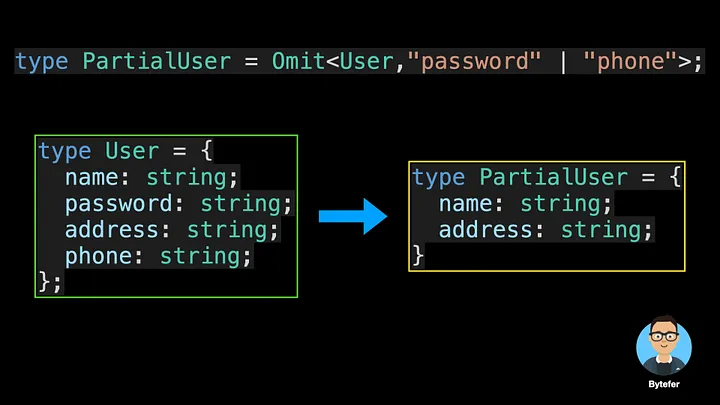 type PartialUser = Omit<User,"password" | "phone">;
type User = {
  name: string;
  password: string;
  address: string;
  phone: string;
};
type PartialUser = {
  name: string;
  address: string;
}
Bytefer